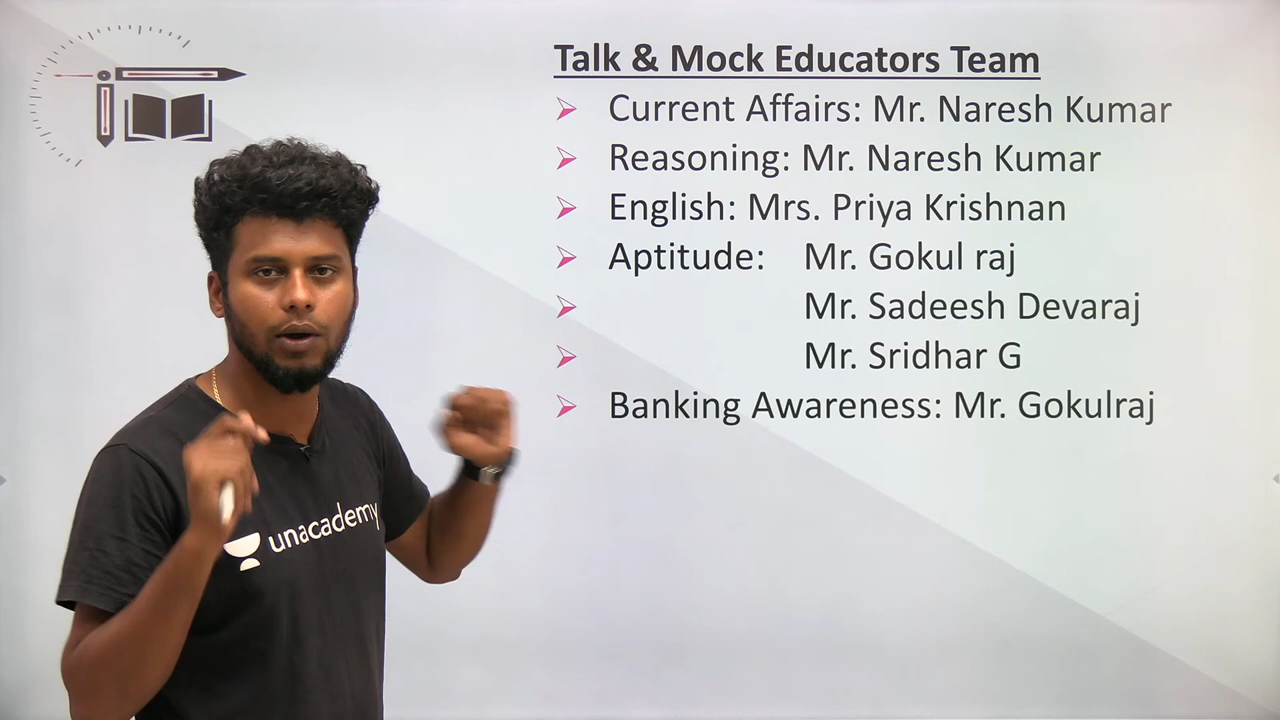 Talk & Mock Educators Team
Current Affairs: Mr. Naresh Kumar
Reasoning: Mr. Naresh Kumar
English: Mrs. Priya Krishnan
Aptitude: Mr. Gokul raj
Mr. Sadeesh Devaraj
Mr. Sridhar G
Banking Awareness: Mr. Gokulraj
unacademy